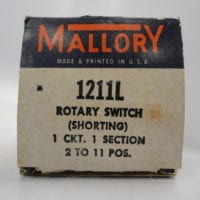 MALLORY
MADE & PRINTED IN U.S.A.
1211L
ROTARY SWITCH
(SHORTING)
1 CKT. 1 SECTION
2 TO 11 POS.